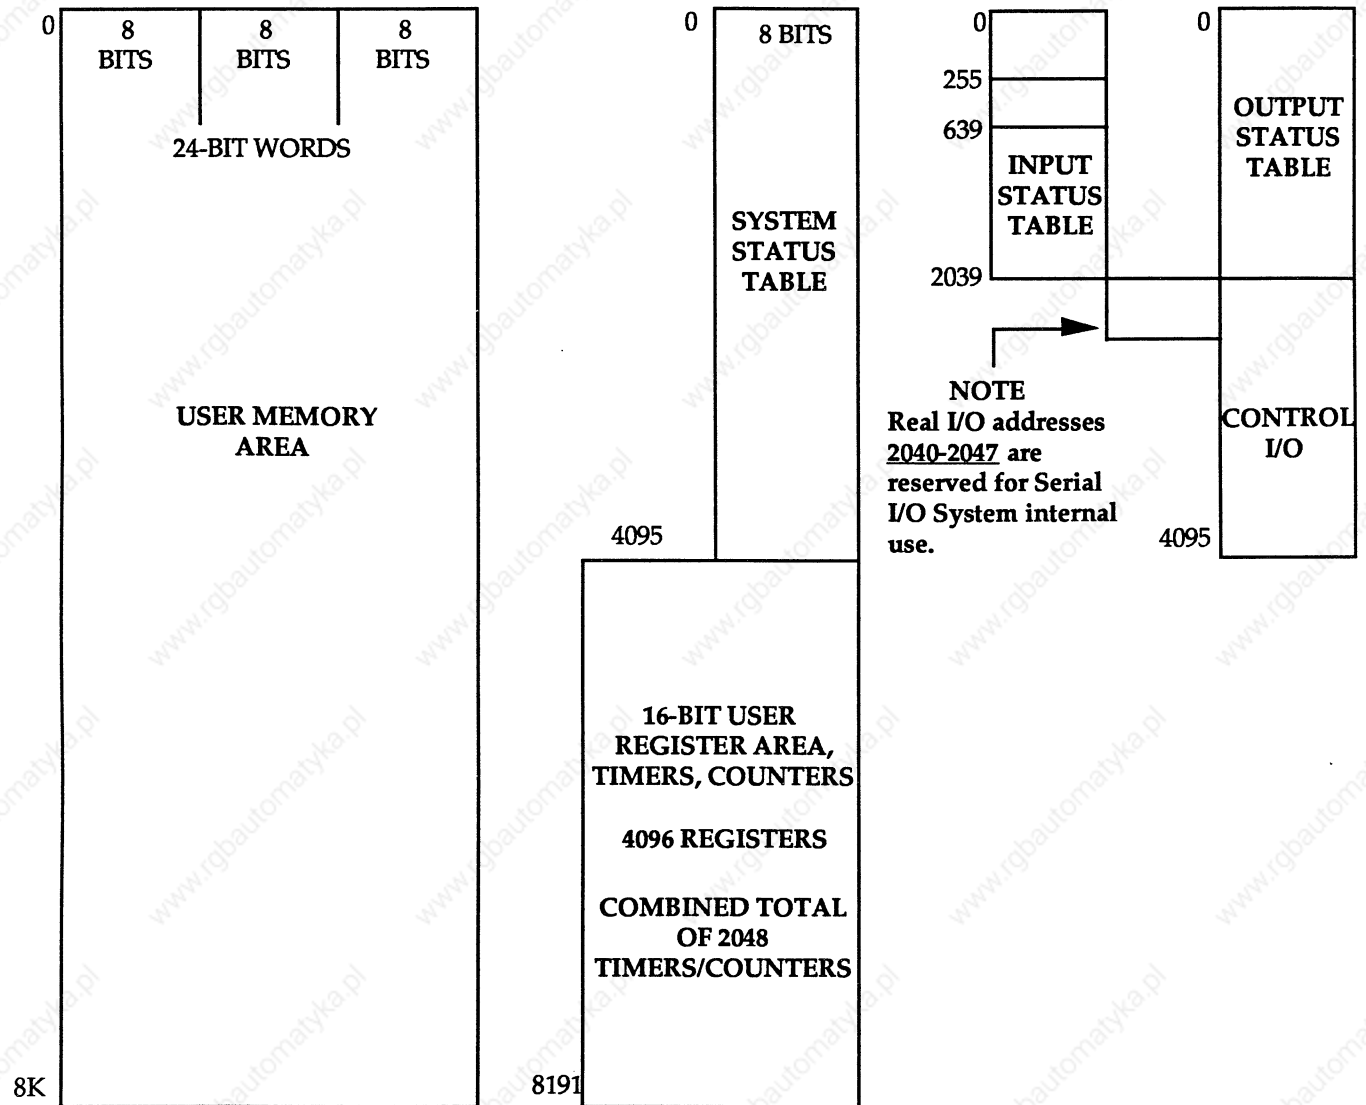 0
8
BITS
8
BITS
8
BITS
24-BIT WORDS
USER MEMORY
AREA
8K
0
8 BITS
SYSTEM
STATUS
TABLE
4095
16-BIT USER
REGISTER AREA,
TIMERS, COUNTERS
4096 REGISTERS
COMBINED TOTAL
OF 2048
TIMERS/COUNTERS
8191
0
255
639
INPUT
STATUS
TABLE
2039
NOTE
Real I/O addresses
2040-2047 are
reserved for Serial
I/O System internal
use.
0
OUTPUT
STATUS
TABLE
CONTROL
I/O
4095
www.rgbautomatyka.pl